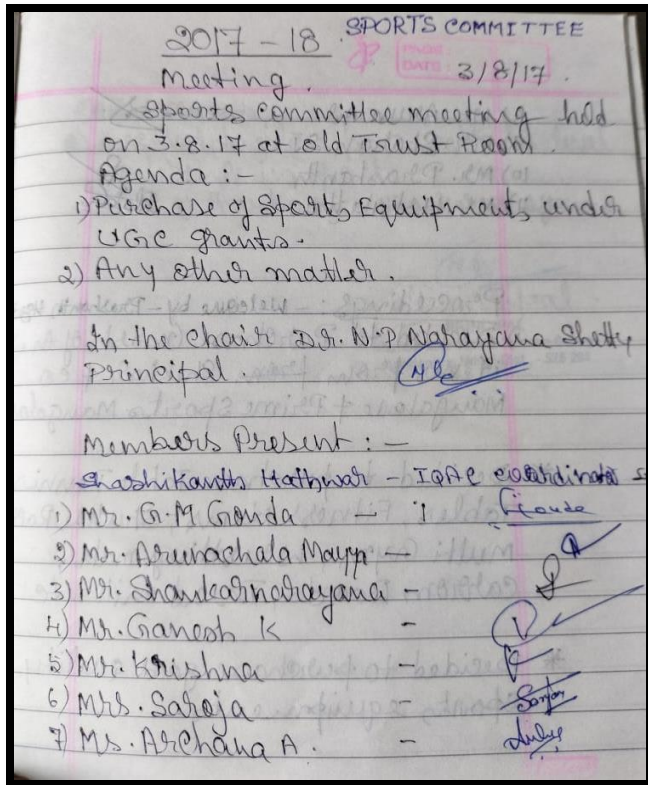 SPORTS COMMITTEE
2017-18
PAGE
DATE: 3/8/17.
Meeting.
Sports committee meeting held
on 3.8.17 at old Trust Room.
Agenda :-
1) Purchase of Sports Equipments, under
UGC grants.
2) Any other matter.
In the chair Dr. N P Narayana Shetty
Principal.
Members Present : -
Shashikanth Hathwar - IQAC coordinator
1) Mr. G. M Gonda - Gonda
2) Mr. Arunachala Mayya -
3) Mr. Shankarnarayana -
4) Mr. Ganesh K -
5) Mr. Krishna -
6) Mrs. Saroja -
7) Ms. Archana A. -